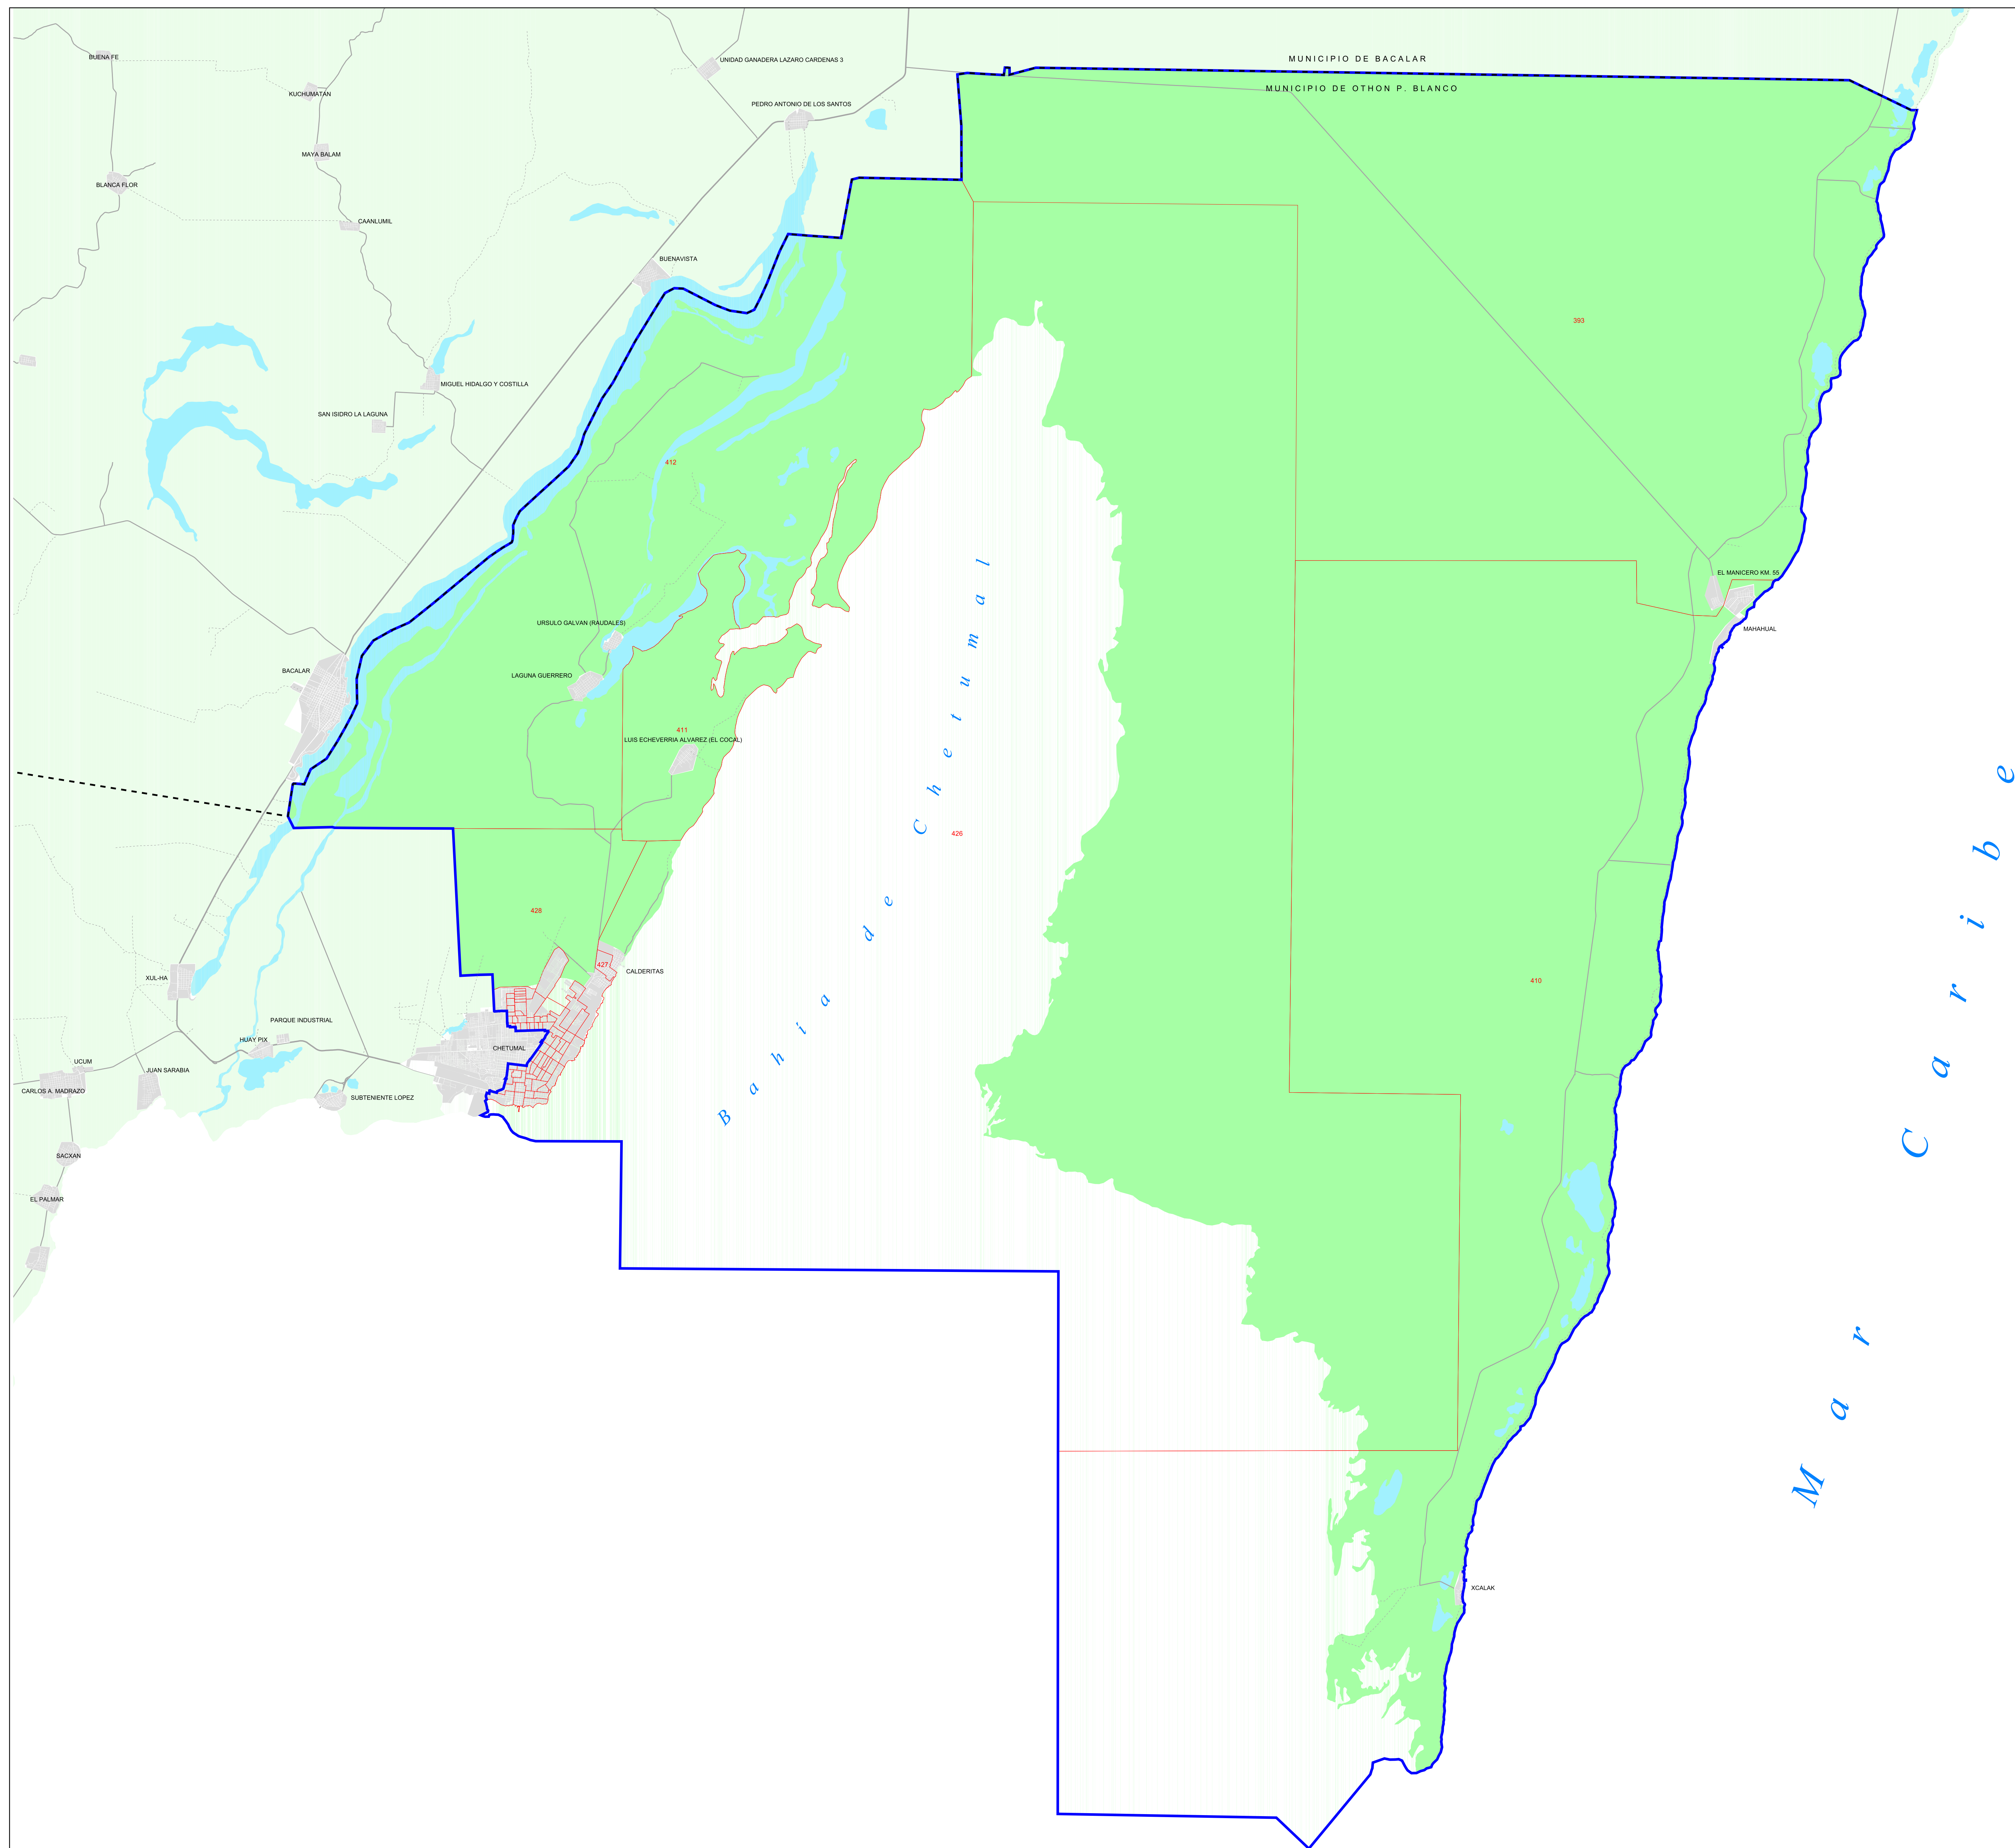 MUNICIPIO DE BACALAR
MUNICIPIO DE OTHON P. BLANCO
BUENA FE
UNIDAD GANADERA LAZARO CARDENAS 3
KUCHUMATAN
PEDRO ANTONIO DE LOS SANTOS
MAYA BALAM
BLANCA FLOR
CAANLUMIL
BUENAVISTA
393
MIGUEL HIDALGO Y COSTILLA
SAN ISIDRO LA LAGUNA
412
EL MANICERO KM. 55
URSULO GALVAN (RAUDALES)
MAHAHUAL
BACALAR
LAGUNA GUERRERO
411
LUIS ECHEVERRIA ALVAREZ (EL COCAL)
Bahia de Chetumal
426
Mar Caribe
428
427
CALDERITAS
XUL-HA
410
PARQUE INDUSTRIAL
HUAY PIX
CHETUMAL
UCUM
JUAN SARABIA
CARLOS A. MADRAZO
SUBTENIENTE LOPEZ
SACXAN
EL PALMAR
XCALAK